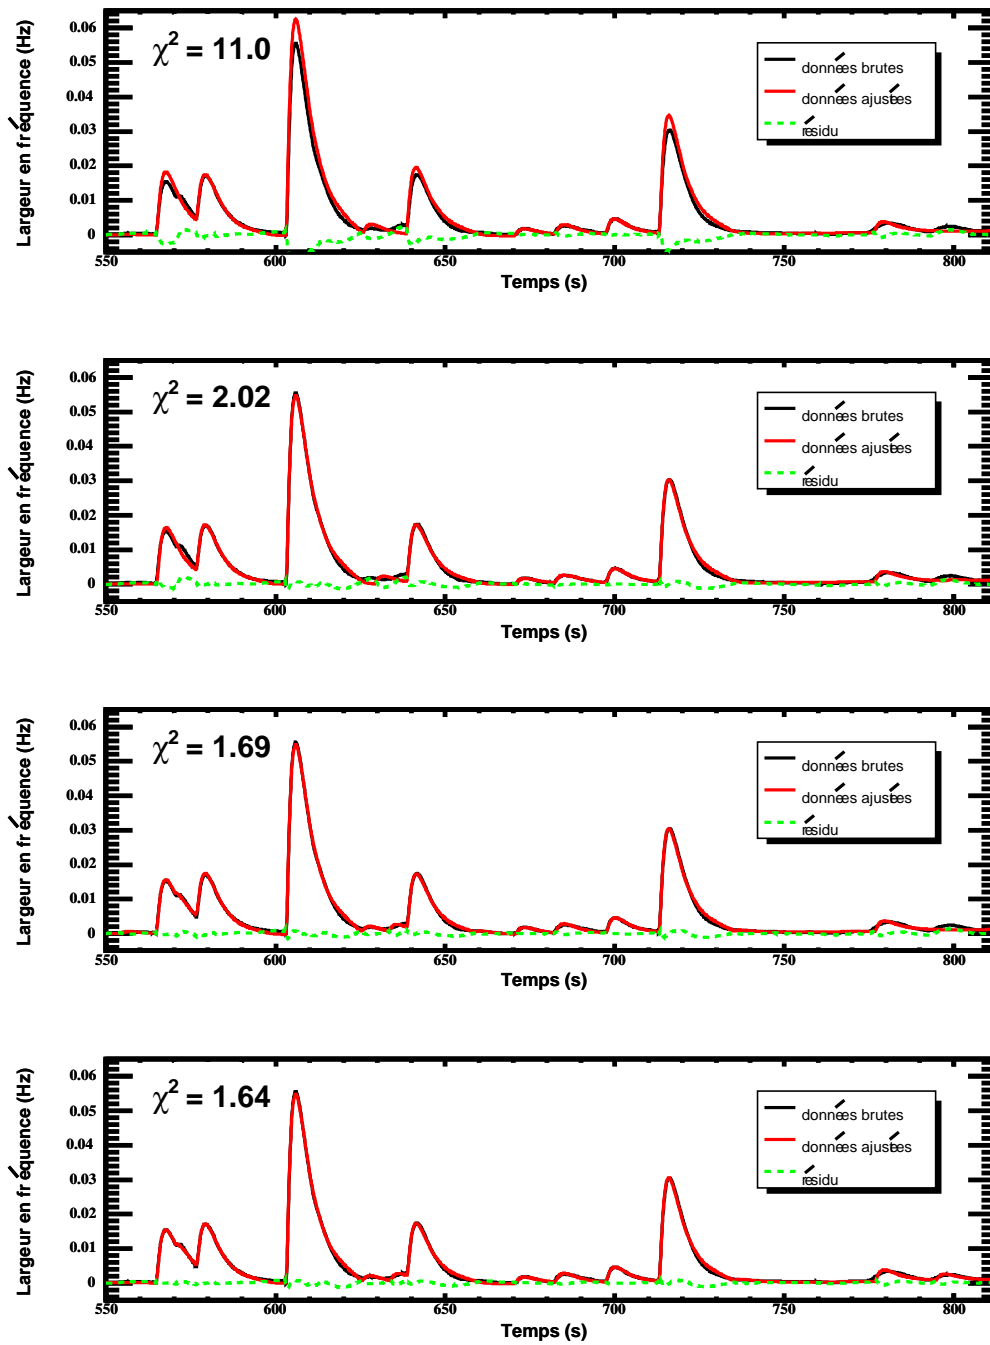 χ² = 11.0
Largeur en fréquence (Hz)
0.06
0.05
0.04
0.03
0.02
0.01
0
données brutes
données ajustées
résidu
550 600 650 700 750 800
Temps (s)
χ² = 2.02
Largeur en fréquence (Hz)
0.06
0.05
0.04
0.03
0.02
0.01
0
données brutes
données ajustées
résidu
550 600 650 700 750 800
Temps (s)
χ² = 1.69
Largeur en fréquence (Hz)
0.06
0.05
0.04
0.03
0.02
0.01
0
données brutes
données ajustées
résidu
550 600 650 700 750 800
Temps (s)
χ² = 1.64
Largeur en fréquence (Hz)
0.06
0.05
0.04
0.03
0.02
0.01
0
données brutes
données ajustées
résidu
550 600 650 700 750 800
Temps (s)